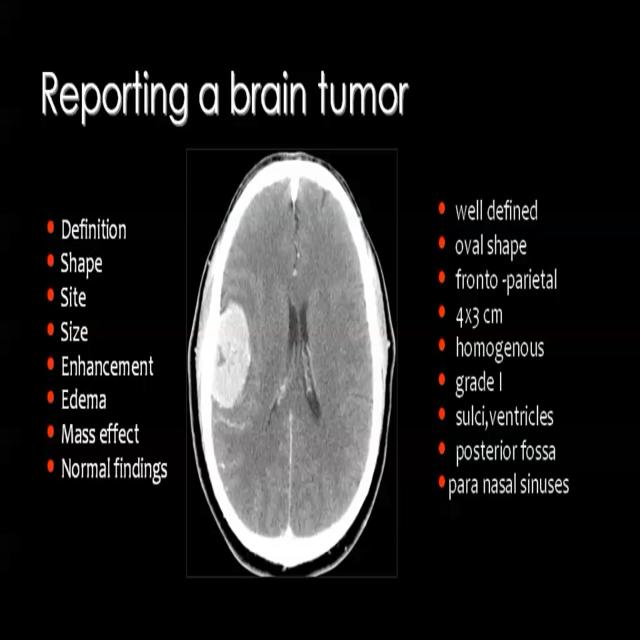 Reporting a brain tumor
Definition
Shape
Site
Size
Enhancement
Edema
Mass effect
Normal findings
well defined
oval shape
fronto -parietal
4x3 cm
homogenous
grade I
sulci,ventricles
posterior fossa
para nasal sinuses